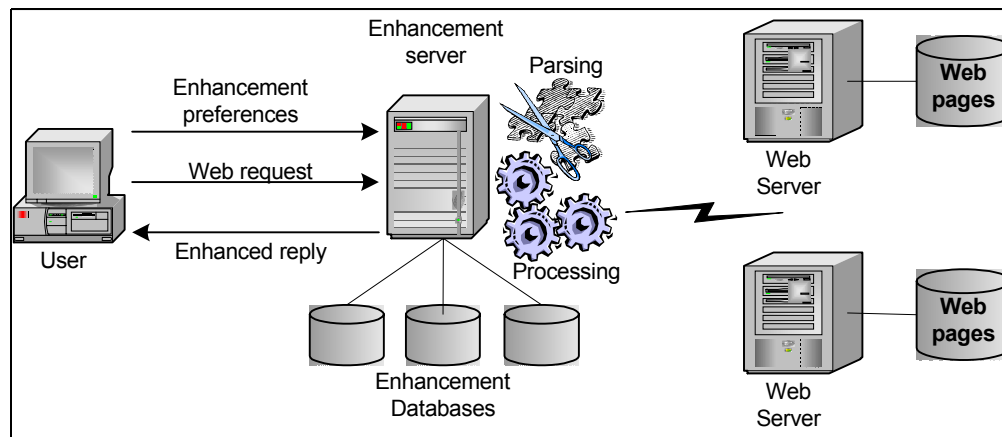 Enhancement
server
Enhancement
preferences
Web request
Enhanced reply
User
Parsing
Processing
Enhancement
Databases
Web
Server
Web
pages
Web
Server
Web
pages